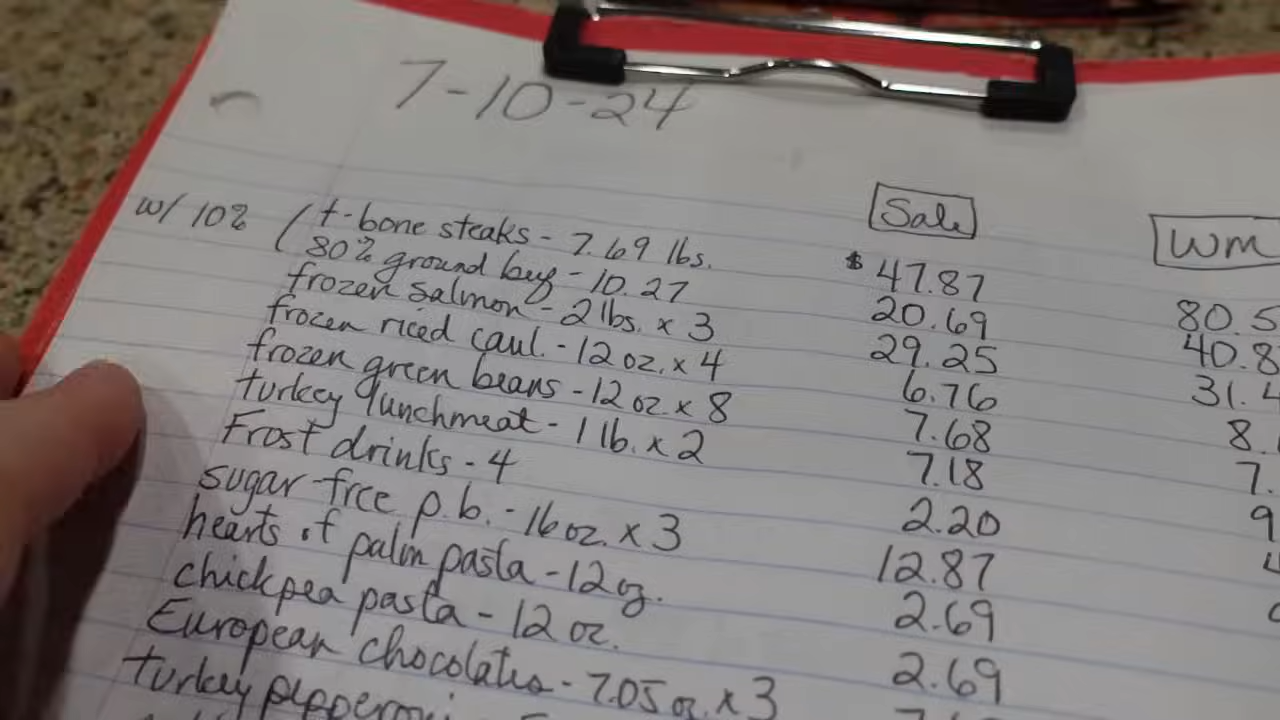 7-10-24
Sale WM
w/ 10% ( t-bone steaks - 7.69 lbs. $ 47.87 80.5
80% ground beef - 10.27 20.69 40.8
frozen salmon - 2 lbs. x 3 29.25 31.4
frozen riced caul. - 12 oz. x 4 6.76 8.
frozen green beans - 12 oz. x 8 7.68 7.
turkey lunchmeat - 1 lb. x 2 7.18 9
Frost drinks - 4 2.20
sugar free p.b. - 16 oz. x 3 12.87
hearts of palm pasta - 12 oz. 2.69
chickpea pasta - 12 oz. 2.69
European chocolates - 7.05 oz. x 3
turkey pepperoni